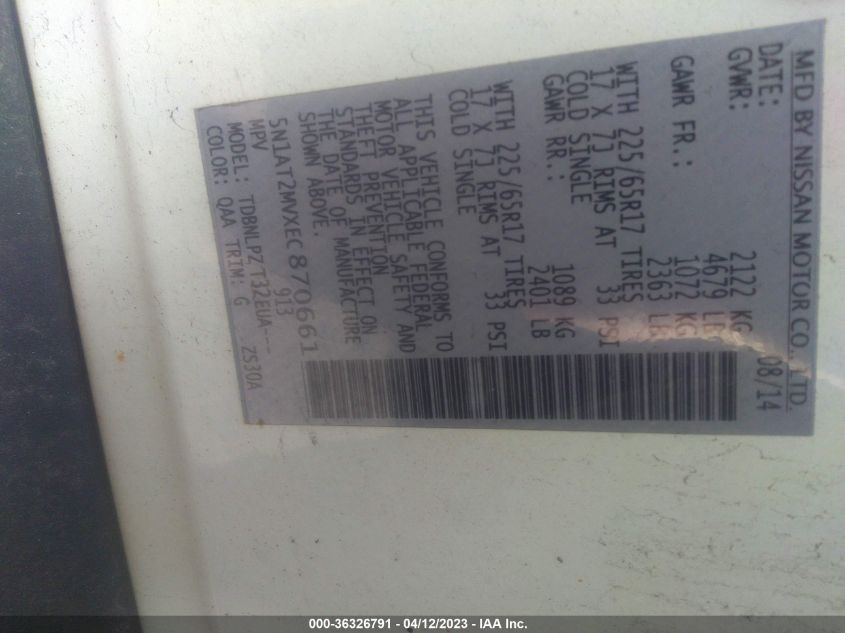 MFD BY NISSAN MOTOR CO., LTD.
DATE: 08/14
GVWR: 2122 KG
4679 LB
GAWR FR.: 1072 KG
2363 LB
WITH 225/65R17 TIRES
17 X 7J RIMS AT 33 PSI
COLD SINGLE
GAWR RR.: 1089 KG
2401 LB
WITH 225/65R17 TIRES
17 X 7J RIMS AT 33 PSI
COLD SINGLE
THIS VEHICLE CONFORMS TO
ALL APPLICABLE FEDERAL
MOTOR VEHICLE SAFETY AND
THEFT PREVENTION
STANDARDS IN EFFECT ON
THE DATE OF MANUFACTURE
SHOWN ABOVE.
5N1AT2MVXEC870661
MPV 913
MODEL: TDBNLPZ T32EUA---
COLOR: QAA TRIM: G ZS30A
000-36326791 - 04/12/2023 - IAA Inc.